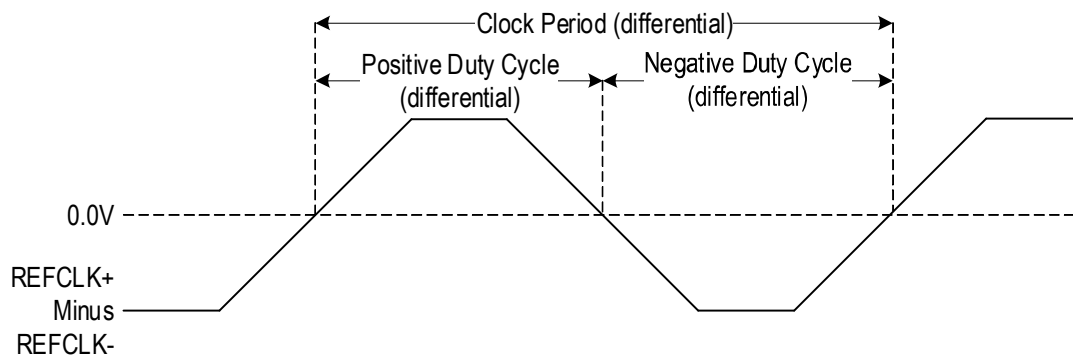 Clock Period (differential)
Positive Duty Cycle
(differential)
Negative Duty Cycle
(differential)
0.0V
REFCLK+
Minus
REFCLK-